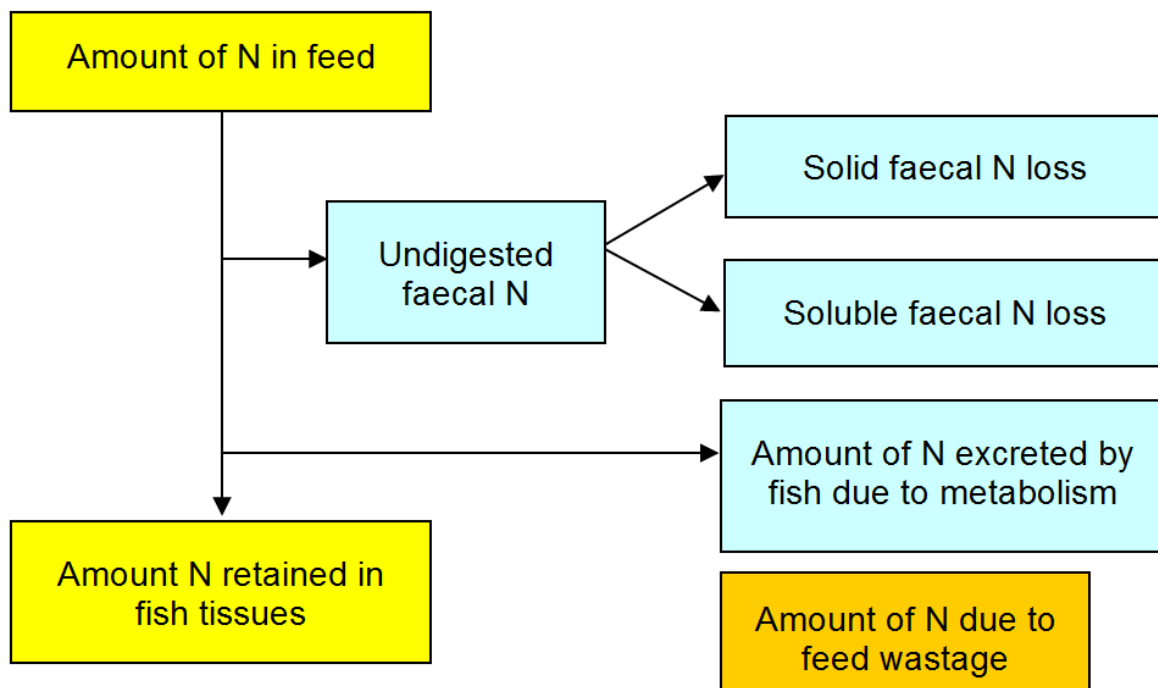 Amount of N in feed
Solid faecal N loss
Undigested
faecal N
Soluble faecal N loss
Amount of N excreted by
fish due to metabolism
Amount N retained in
fish tissues
Amount of N due to
feed wastage